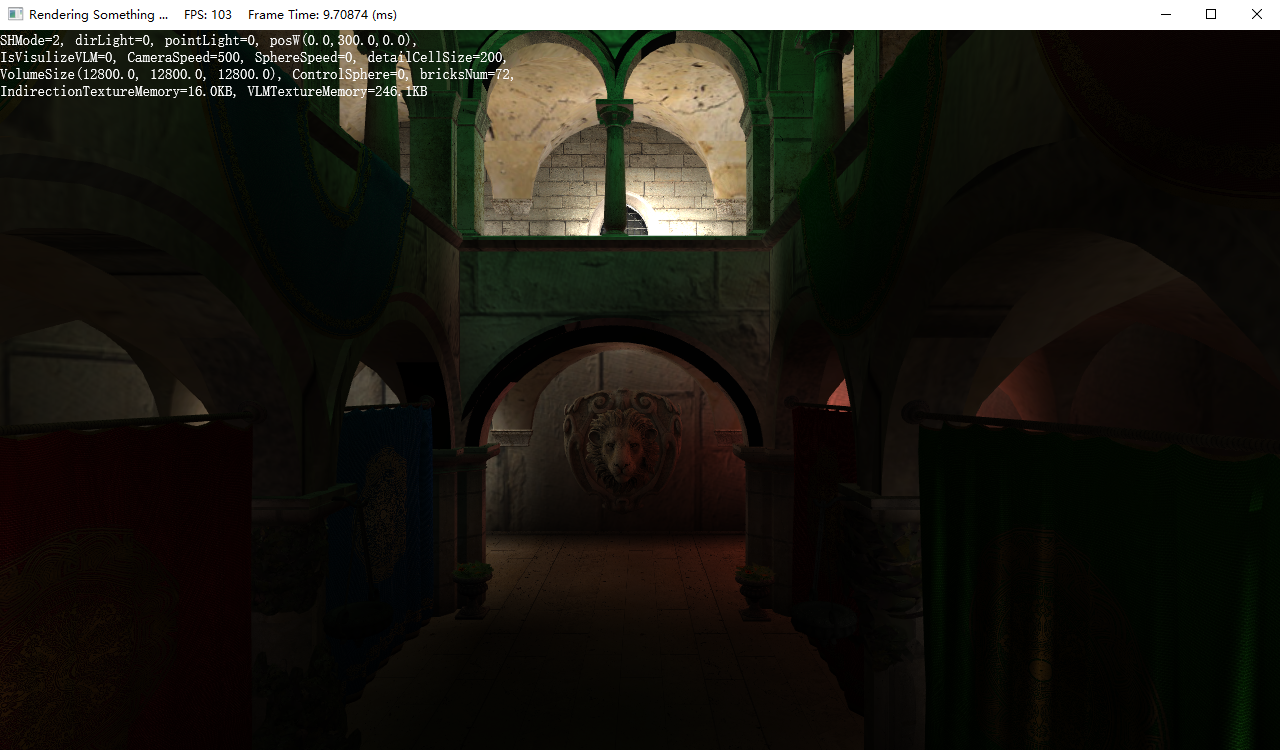 Rendering Something ... FPS: 103 Frame Time: 9.70874 (ms)
SHMode=2, dirLight=0, pointLight=0, posW(0.0,300.0,0.0),
IsVisulizeVLM=0, CameraSpeed=500, SphereSpeed=0, detailCellSize=200,
VolumeSize(12800.0, 12800.0, 12800.0), ControlSphere=0, bricksNum=72,
IndirectionTextureMemory=16.0KB, VLMTextureMemory=246.1KB